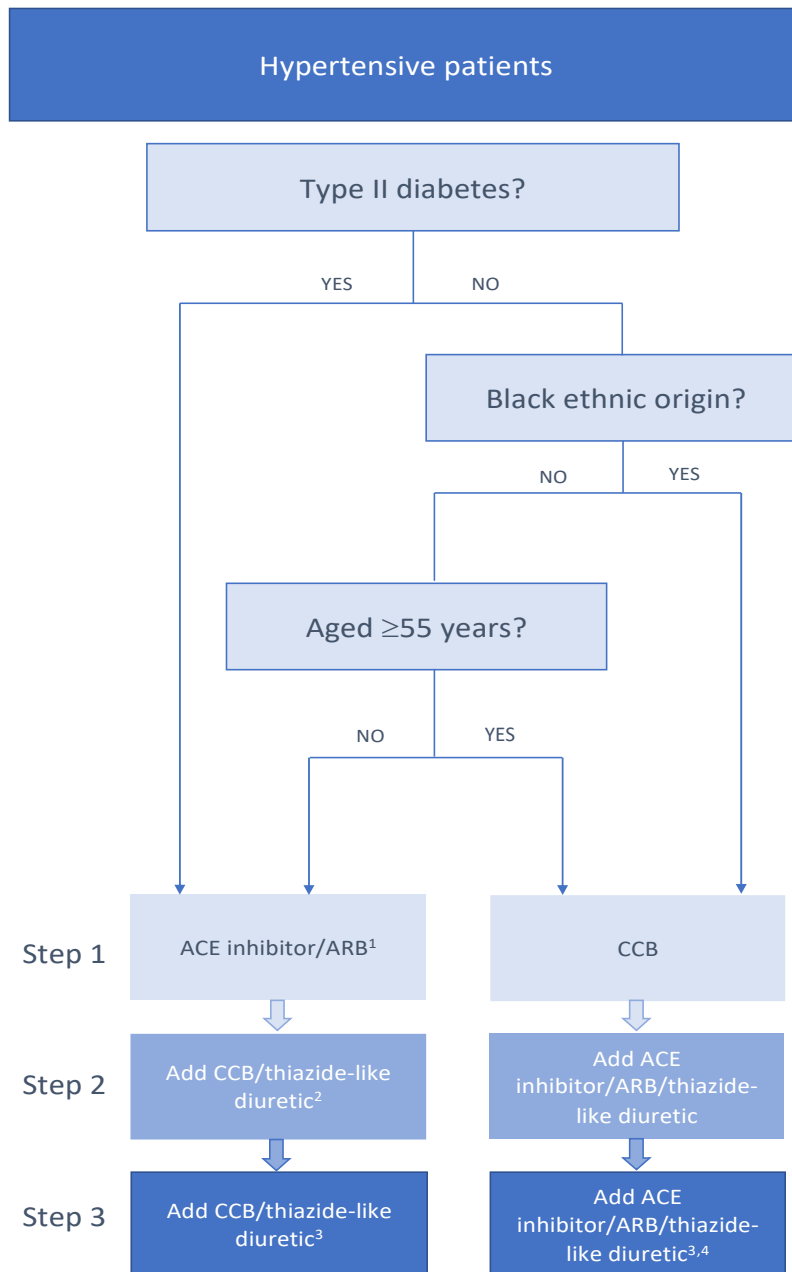 Hypertensive patients
Type II diabetes?
YES
NO
Black ethnic origin?
NO
YES
Aged ≥55 years?
NO
YES
Step 1
ACE inhibitor/ARB¹
CCB
Step 2
Add CCB/thiazide-like
diuretic²
Add ACE
inhibitor/ARB/thiazide-
like diuretic
Step 3
Add CCB/thiazide-like
diuretic³
Add ACE
inhibitor/ARB/thiazide-
like diuretic³,⁴